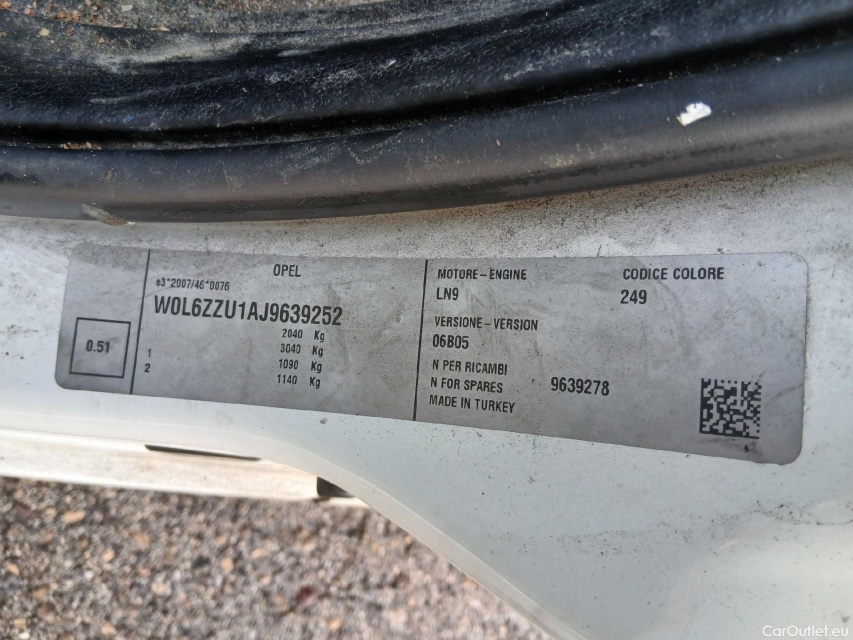 OPEL
e3*2007/46*0076
W0L6ZZU1AJ9639252
2040 Kg
3040 Kg
1 1090 Kg
2 1140 Kg
0.51
MOTORE-ENGINE
LN9
VERSIONE-VERSION
06B05
N PER RICAMBI
N FOR SPARES 9639278
MADE IN TURKEY
CODICE COLORE
249
CarOutlet.eu